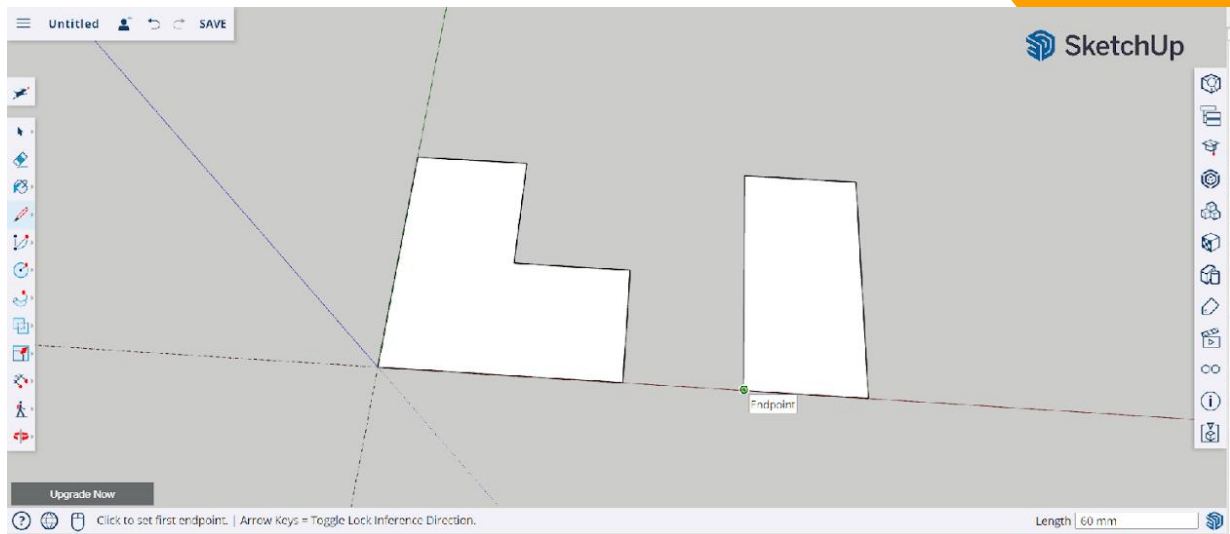 Untitled SAVE
SketchUp
Endpoint
Upgrade Now
Click to set first endpoint. | Arrow Keys = Toggle Lock Inference Direction.
Length 60 mm